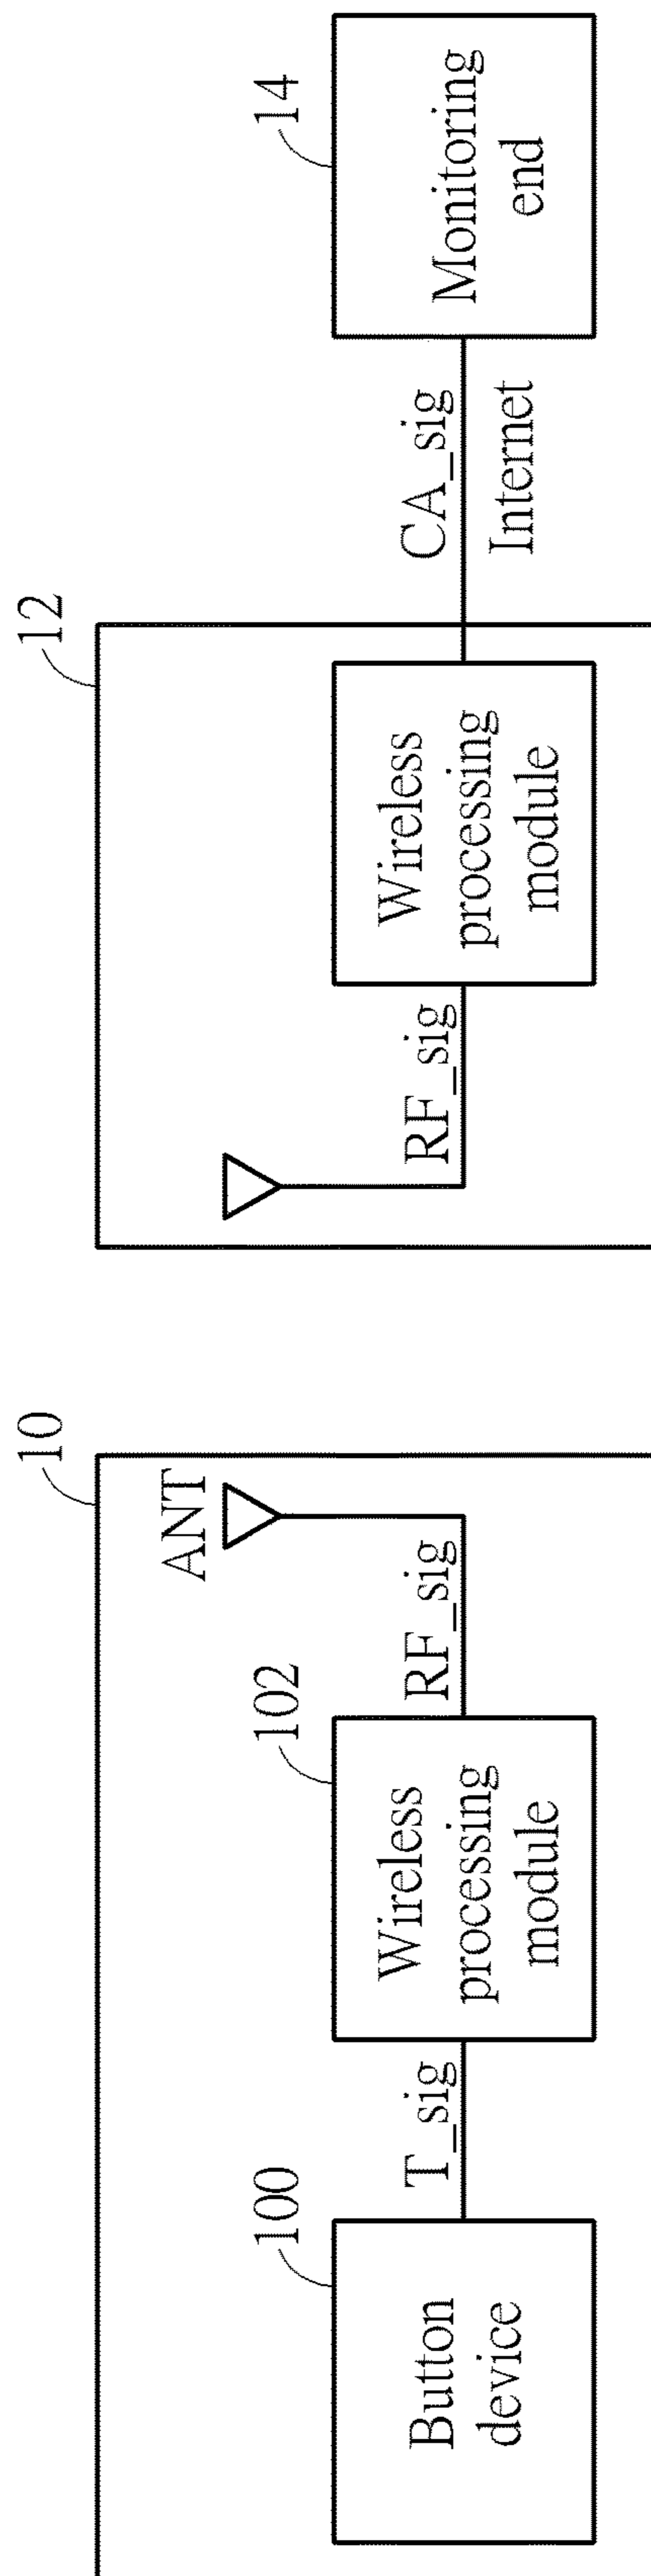 10
100
Button
device
T_sig
102
Wireless
processing
module
RF_sig
ANT
12
RF_sig
Wireless
processing
module
CA_sig
Internet
14
Monitoring
end